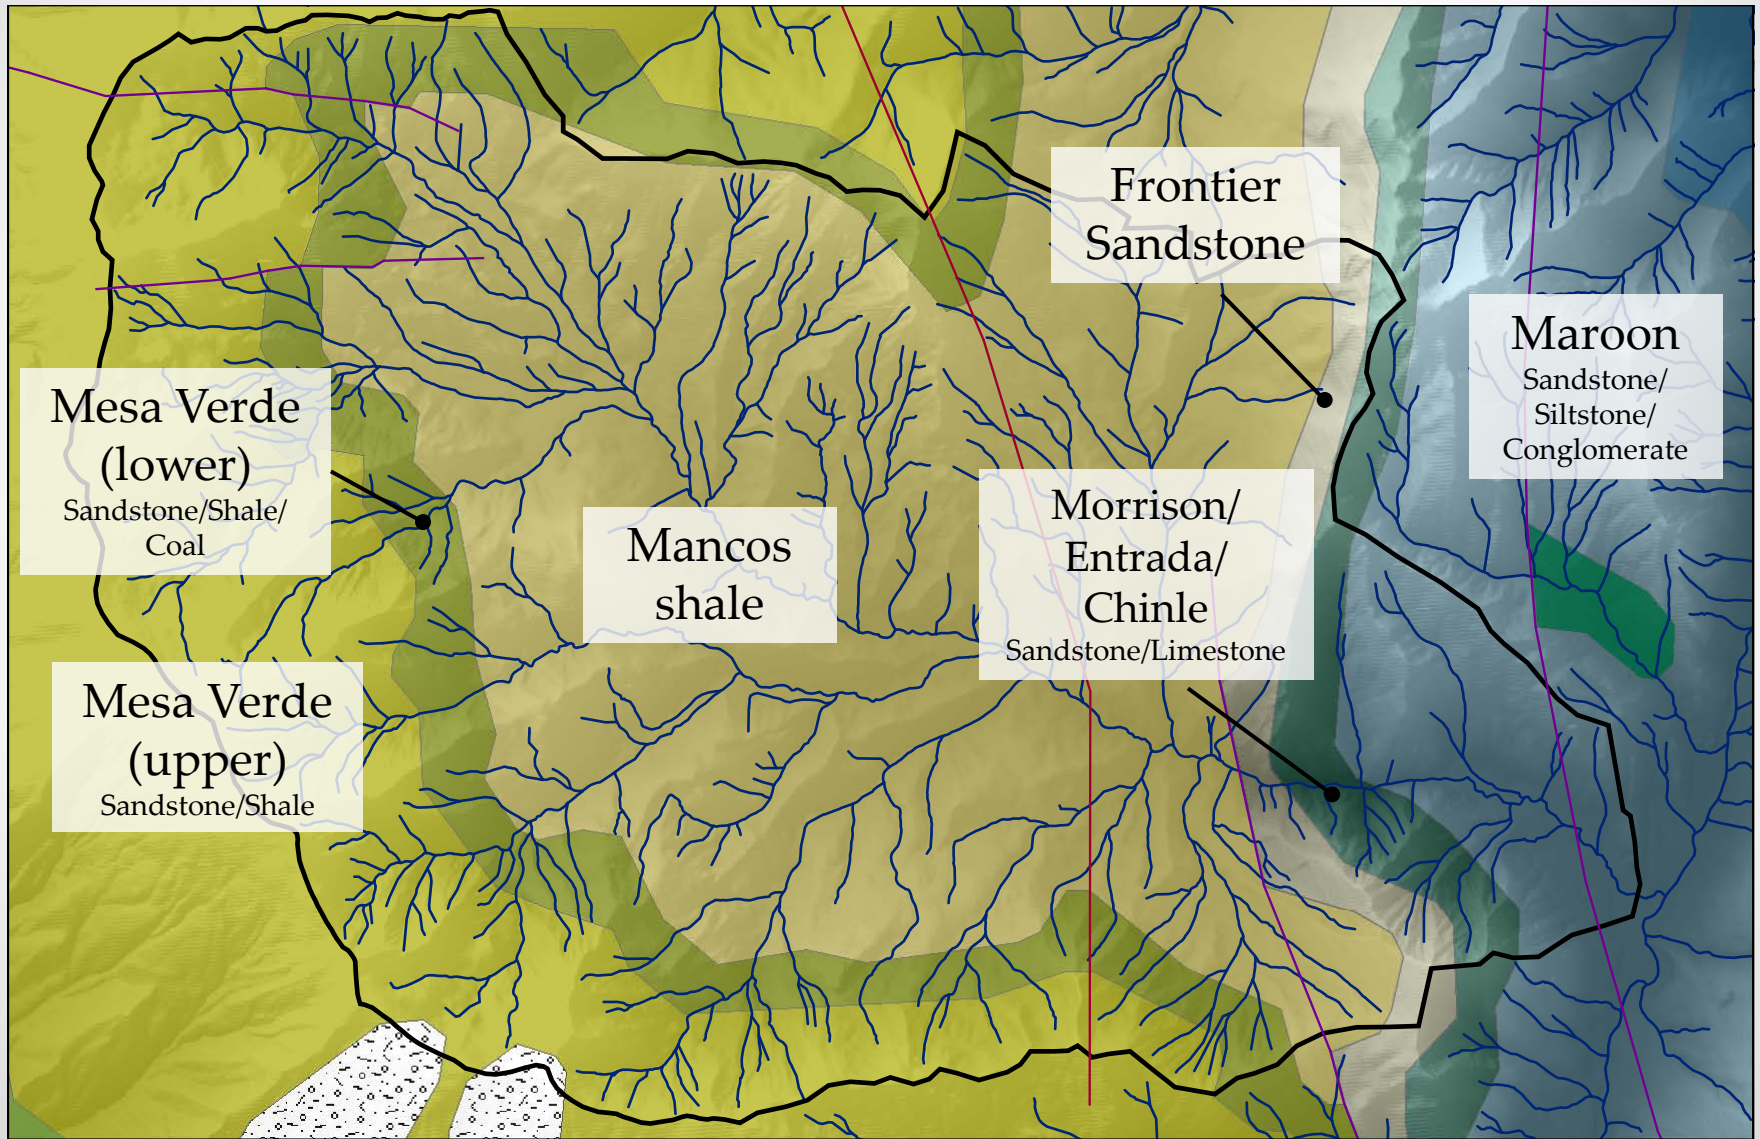 Frontier
Sandstone
Maroon
Sandstone/
Siltstone/
Conglomerate
Mesa Verde
(lower)
Sandstone/Shale/
Coal
Mancos
shale
Morrison/
Entrada/
Chinle
Sandstone/Limestone
Mesa Verde
(upper)
Sandstone/Shale